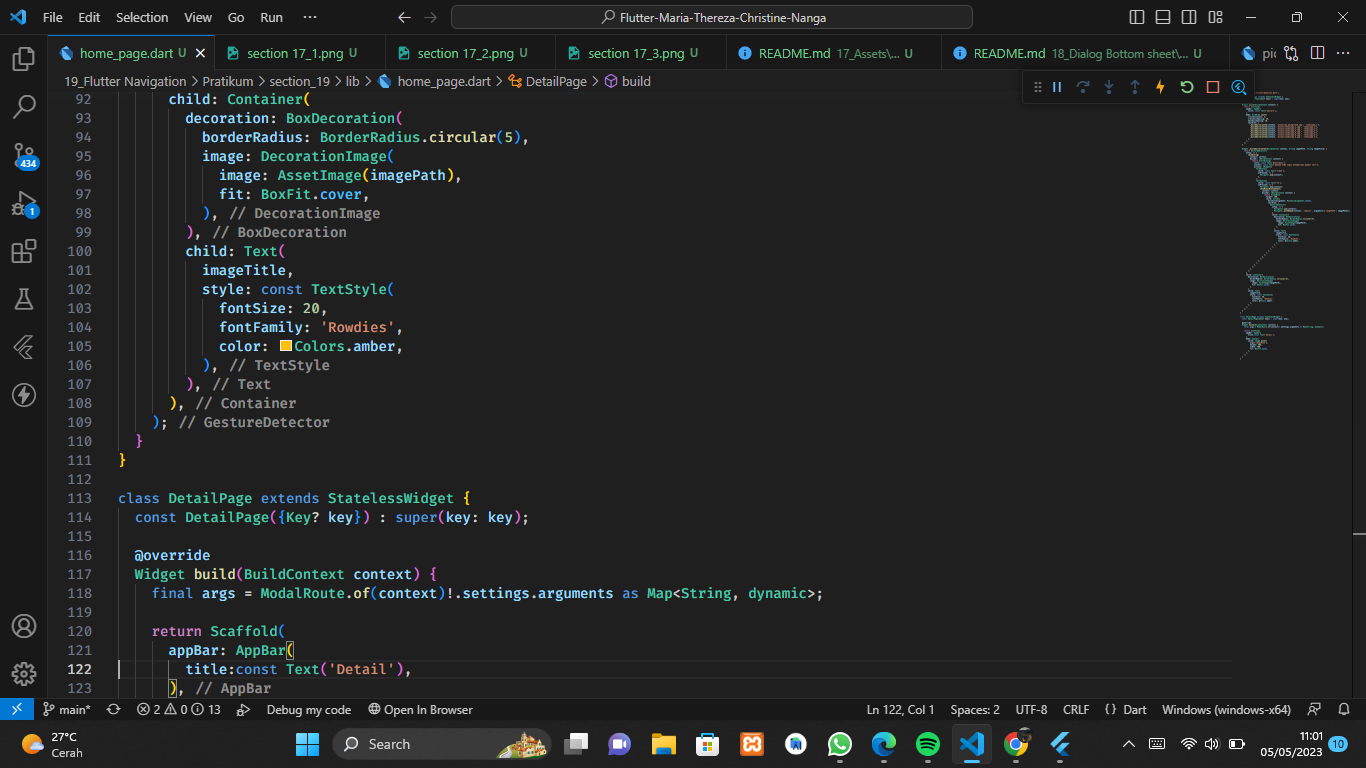 File Edit Selection View Go Run ··· Flutter-Maria-Thereza-Christine-Nanga
home_page.dart U section 17_1.png U section 17_2.png U section 17_3.png U README.md 17_Assets\... U README.md 18_Dialog Bottom sheet\... U pic
19_Flutter Navigation > Pratikum > section_19 > lib > home_page.dart > DetailPage > build
92 child: Container(
93 decoration: BoxDecoration(
94 borderRadius: BorderRadius.circular(5),
95 image: DecorationImage(
96 image: AssetImage(imagePath),
97 fit: BoxFit.cover,
98 ), // DecorationImage
99 ), // BoxDecoration
100 child: Text(
101 imageTitle,
102 style: const TextStyle(
103 fontSize: 20,
104 fontFamily: 'Rowdies',
105 color: Colors.amber,
106 ), // TextStyle
107 ), // Text
108 ), // Container
109 ); // GestureDetector
110 }
111 }
112
113 class DetailPage extends StatelessWidget {
114 const DetailPage({Key? key}) : super(key: key);
115
116 @override
117 Widget build(BuildContext context) {
118 final args = ModalRoute.of(context)!.settings.arguments as Map<String, dynamic>;
119
120 return Scaffold(
121 appBar: AppBar(
122 title:const Text('Detail'),
123 ), // AppBar
434
1
main* 2 0 13 Debug my code Open In Browser Ln 122, Col 1 Spaces: 2 UTF-8 CRLF {} Dart Windows (windows-x64)
27°C
Cerah
Search
11:01
05/05/2023
10